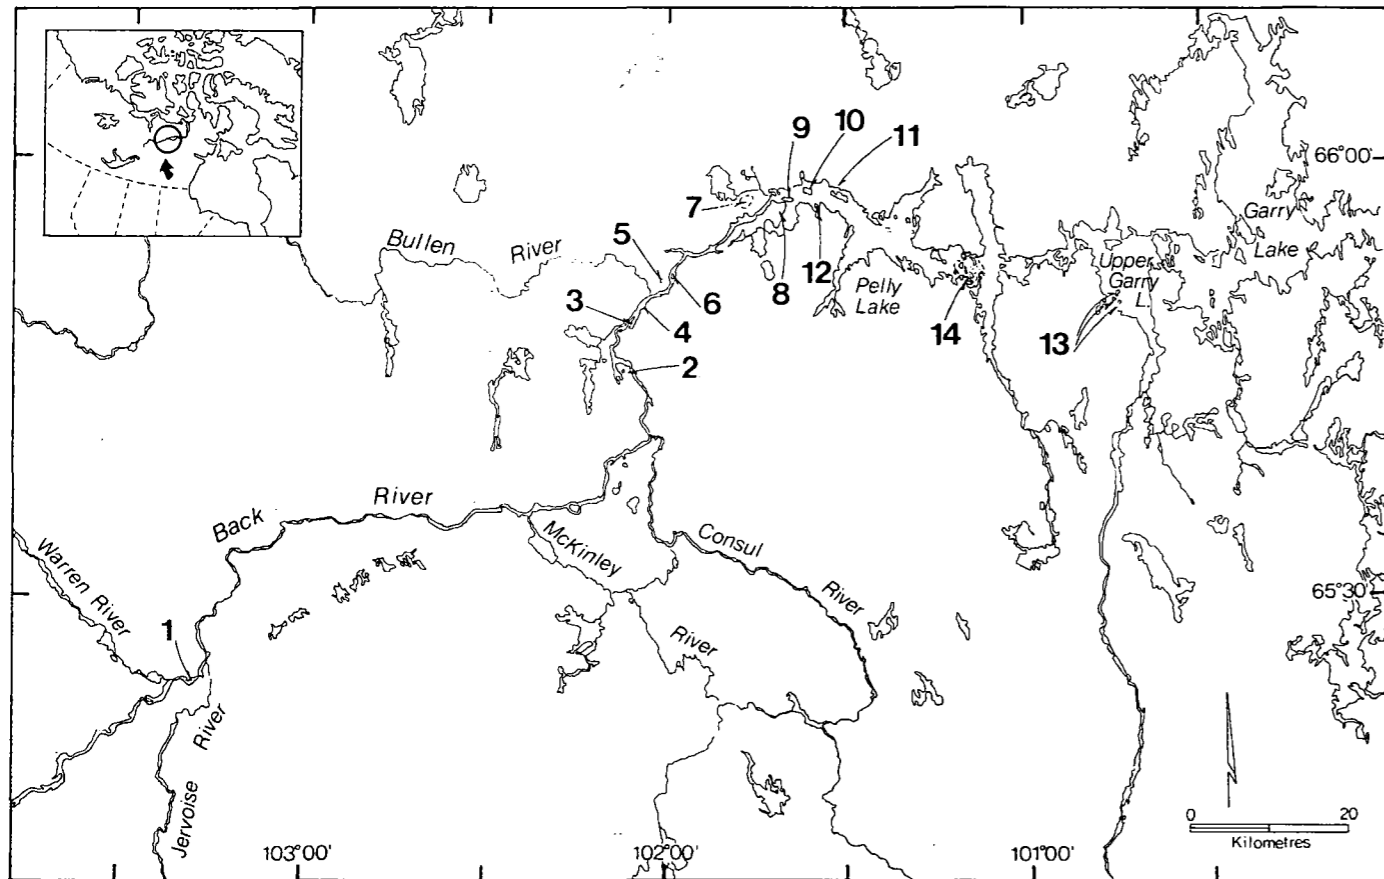 9
10
11
66°00'
7
Garry
Lake
Bullen River
5
12
Upper
Garry
L.
8
Pelly
Lake
3
6
4
14
13
2
Back River
McKinley
River
Consul
River
Warren River
65°30'
1
Jervoise River
0 20
Kilometres
103°00'
102°00'
101°00'